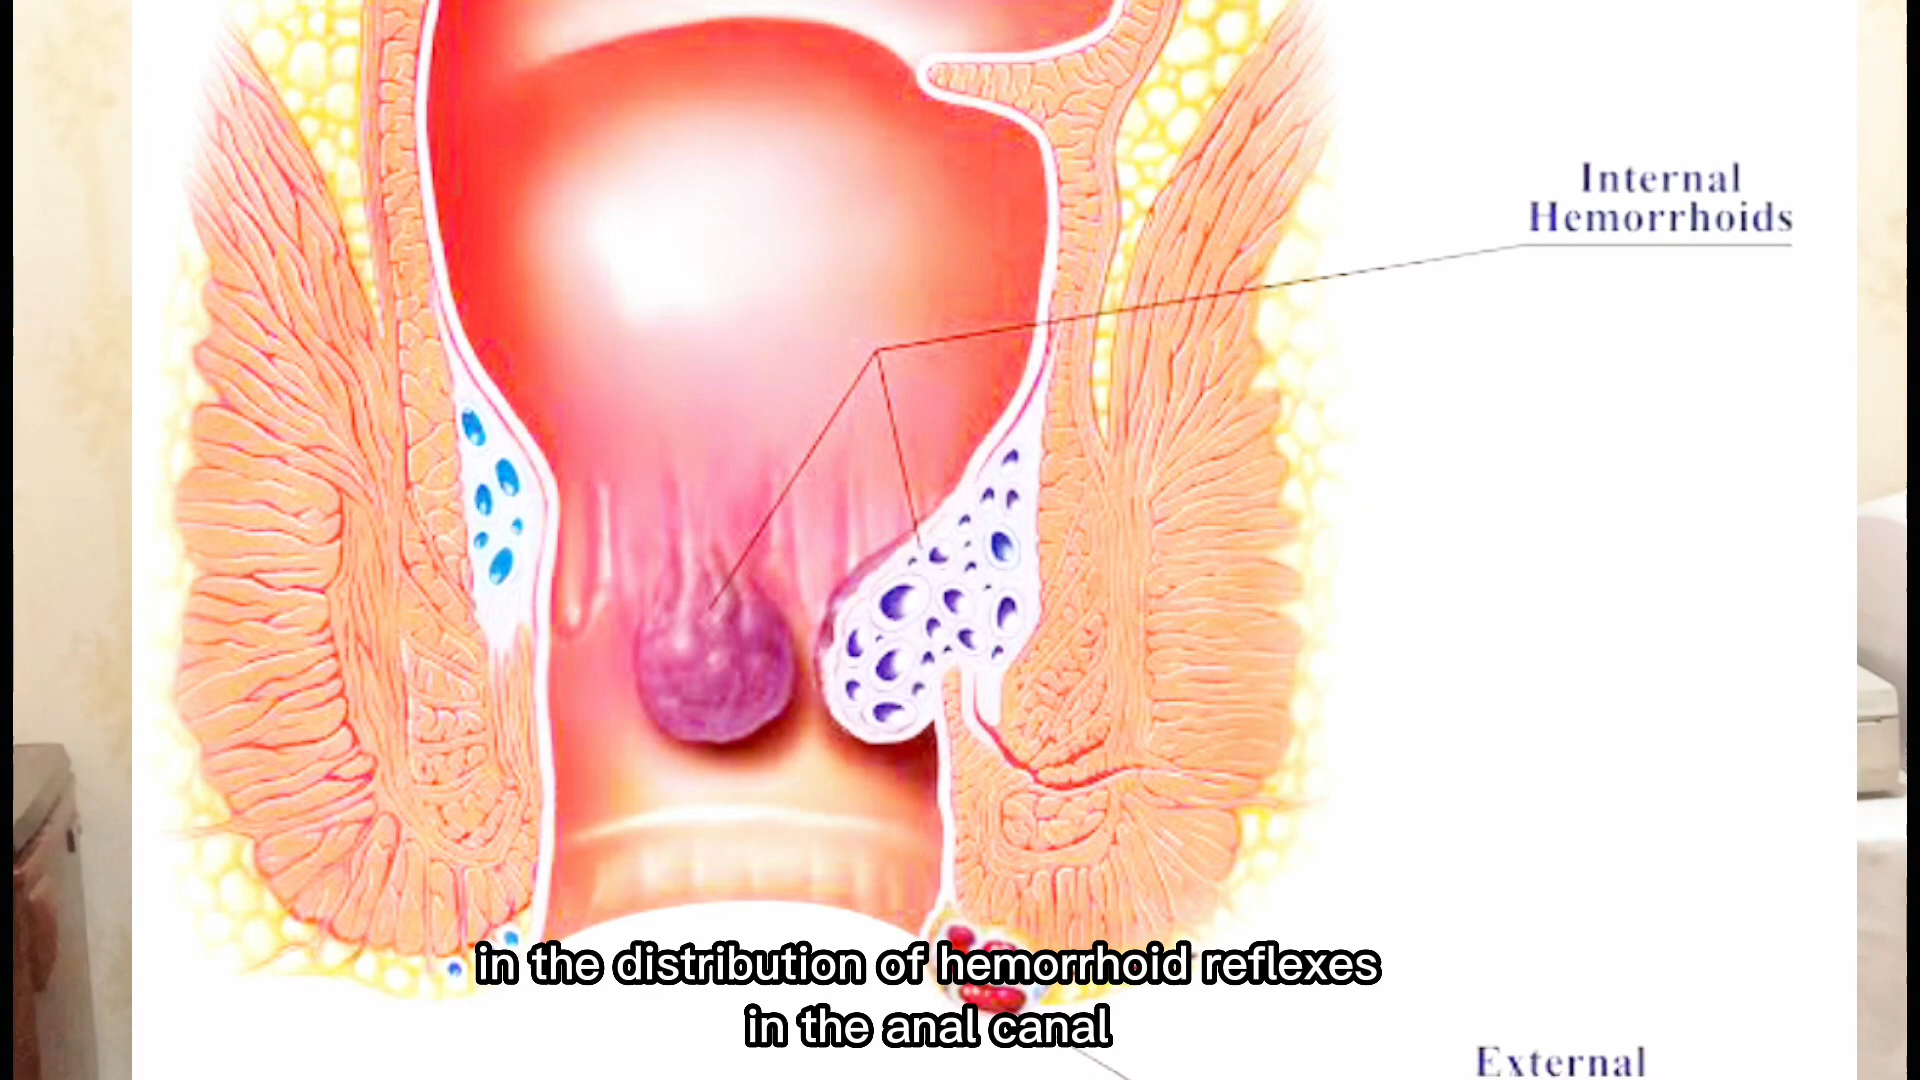 Internal
Hemorrhoids
in the distribution of hemorrhoid reflexes
in the anal canal
External